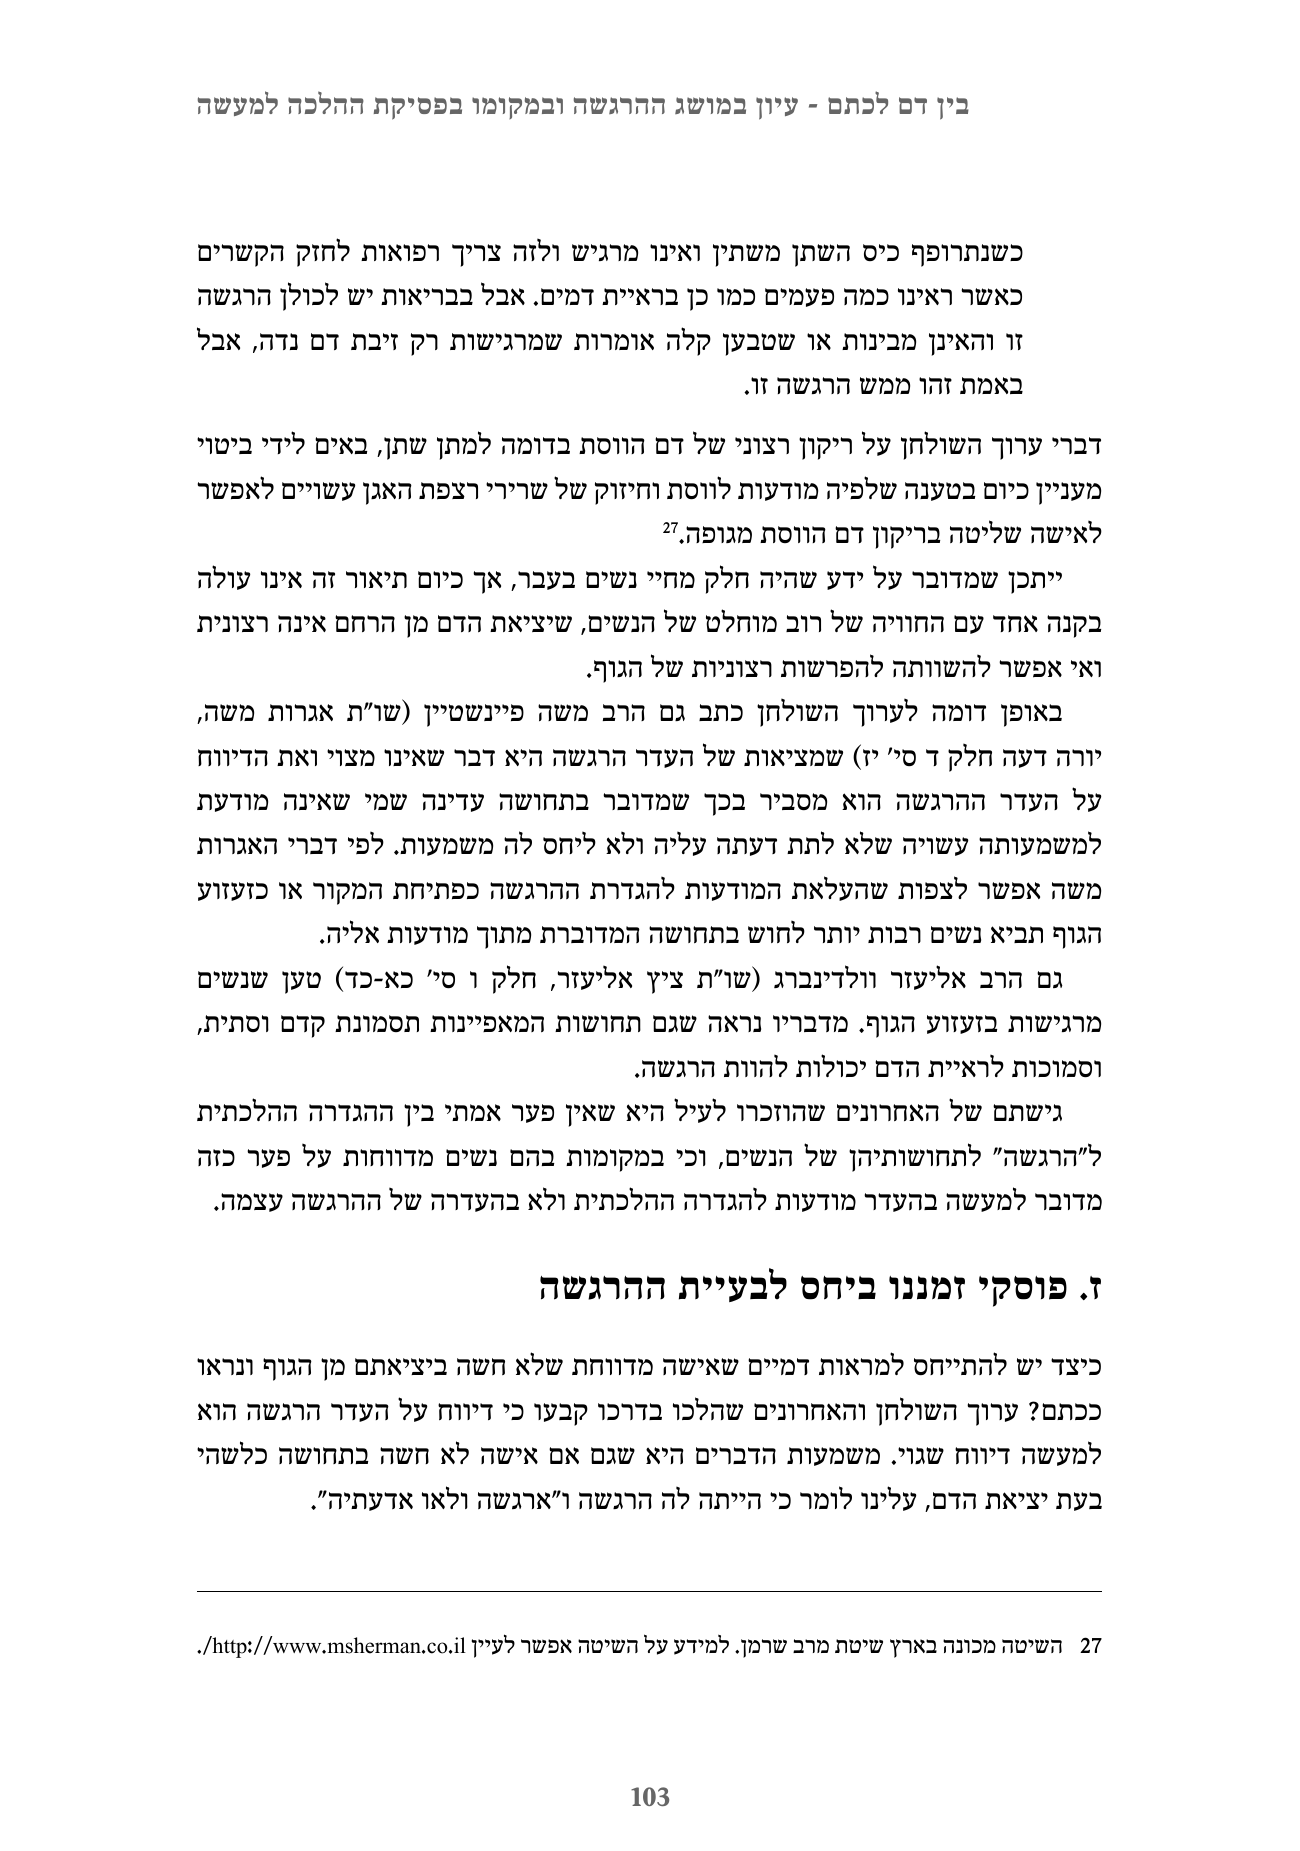 בין דם לכתם - עיון במושג ההרגשה ובמקומו בפסיקת ההלכה למעשה
כשנתרופף כיס השתן משתין ואינו מרגיש ולזה צריך רפואות לחזק הקשרים
כאשר ראינו כמה פעמים כמו כן בראיית דמים. אבל בבריאות יש לכולן הרגשה
זו והאינן מבינות או שטבען קלה אומרות שמרגישות רק זיבת דם נדה, אבל
באמת זהו ממש הרגשה זו.
דברי ערוך השולחן על ריקון רצוני של דם הווסת בדומה למתן שתן, באים לידי ביטוי
מעניין כיום בטענה שלפיה מודעות לווסת וחיזוק של שרירי רצפת האגן עשויים לאפשר
לאישה שליטה בריקון דם הווסת מגופה.27
ייתכן שמדובר על ידע שהיה חלק מחיי נשים בעבר, אך כיום תיאור זה אינו עולה
בקנה אחד עם החוויה של רוב מוחלט של הנשים, שיציאת הדם מן הרחם אינה רצונית
ואי אפשר להשוותה להפרשות רצוניות של הגוף.
באופן דומה לערוך השולחן כתב גם הרב משה פיינשטיין (שו"ת אגרות משה,
יורה דעה חלק ד סי' יז) שמציאות של העדר הרגשה היא דבר שאינו מצוי ואת הדיווח
על העדר ההרגשה הוא מסביר בכך שמדובר בתחושה עדינה שמי שאינה מודעת
למשמעותה עשויה שלא לתת דעתה עליה ולא ליחס לה משמעות. לפי דברי האגרות
משה אפשר לצפות שהעלאת המודעות להגדרת ההרגשה כפתיחת המקור או כזעזוע
הגוף תביא נשים רבות יותר לחוש בתחושה המדוברת מתוך מודעות אליה.
גם הרב אליעזר וולדינברג (שו"ת ציץ אליעזר, חלק ו סי' כא-כד) טען שנשים
מרגישות בזעזוע הגוף. מדבריו נראה שגם תחושות המאפיינות תסמונת קדם וסתית,
וסמוכות לראיית הדם יכולות להוות הרגשה.
גישתם של האחרונים שהוזכרו לעיל היא שאין פער אמתי בין ההגדרה ההלכתית
ל"הרגשה" לתחושותיהן של הנשים, וכי במקומות בהם נשים מדווחות על פער כזה
מדובר למעשה בהעדר מודעות להגדרה ההלכתית ולא בהעדרה של ההרגשה עצמה.
ז. פוסקי זמננו ביחס לבעיית ההרגשה
כיצד יש להתייחס למראות דמיים שאישה מדווחת שלא חשה ביציאתם מן הגוף ונראו
ככתם? ערוך השולחן והאחרונים שהלכו בדרכו קבעו כי דיווח על העדר הרגשה הוא
למעשה דיווח שגוי. משמעות הדברים היא שגם אם אישה לא חשה בתחושה כלשהי
בעת יציאת הדם, עלינו לומר כי הייתה לה הרגשה ו"ארגשה ולאו אדעתיה".
27 השיטה מכונה בארץ שיטת מרב שרמן. למידע על השיטה אפשר לעיין http://www.msherman.co.il/.
103